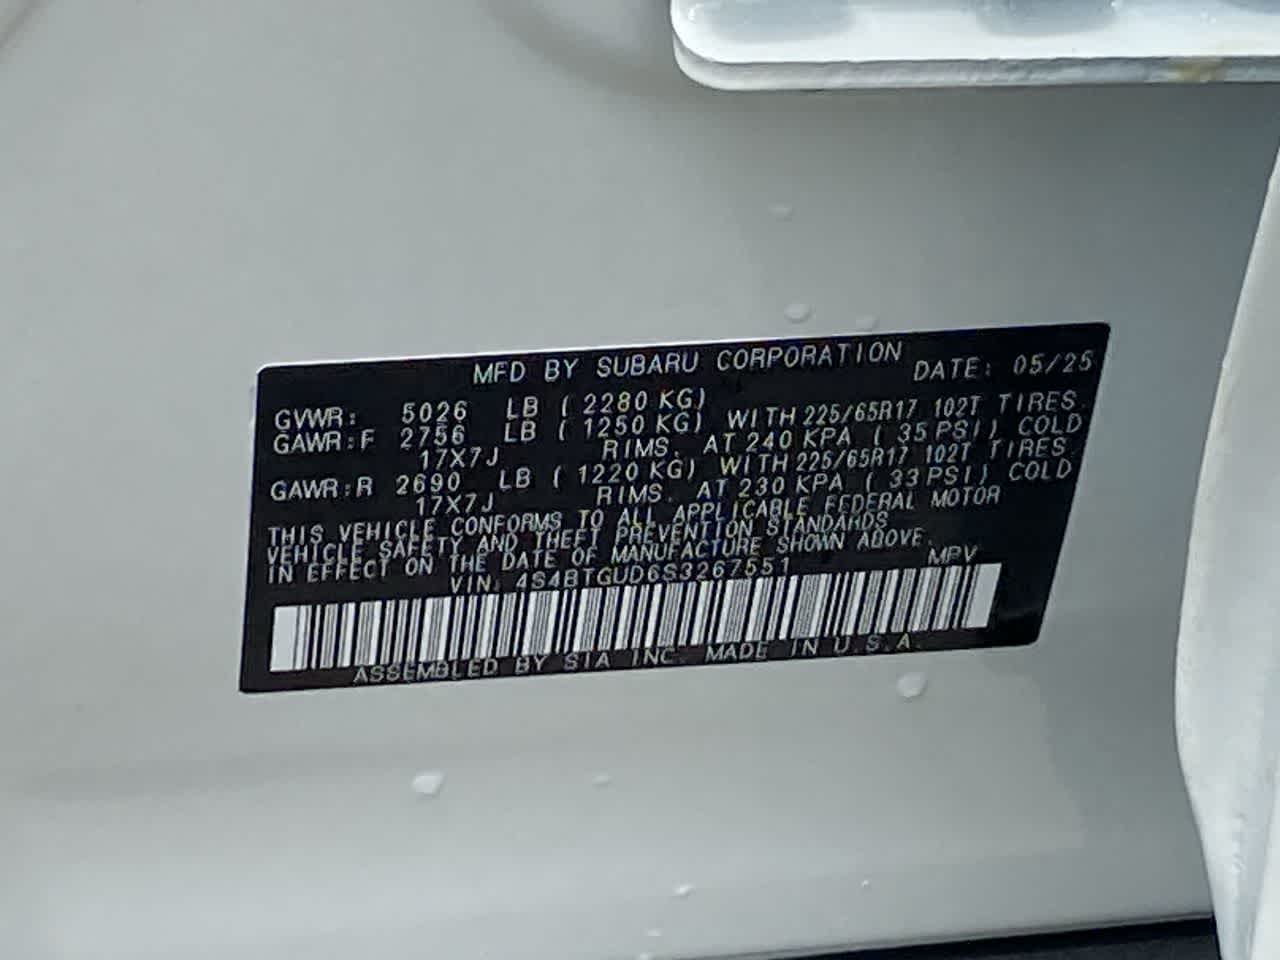 MFD BY SUBARU CORPORATION DATE: 05/25
GVWR: 5026 LB ( 2280 KG)
GAWR:F 2756 LB ( 1250 KG) WITH 225/65R17 102T TIRES.
17X7J RIMS. AT 240 KPA ( 35 PSI) COLD
GAWR:R 2690 LB ( 1220 KG) WITH 225/65R17 102T TIRES.
17X7J RIMS. AT 230 KPA ( 33 PSI) COLD
THIS VEHICLE CONFORMS TO ALL APPLICABLE FEDERAL MOTOR
VEHICLE SAFETY AND THEFT PREVENTION STANDARDS
IN EFFECT ON THE DATE OF MANUFACTURE SHOWN ABOVE.
VIN: 4S4BTGUD6S3267551 MPV
ASSEMBLED BY SIA INC. MADE IN U.S.A.